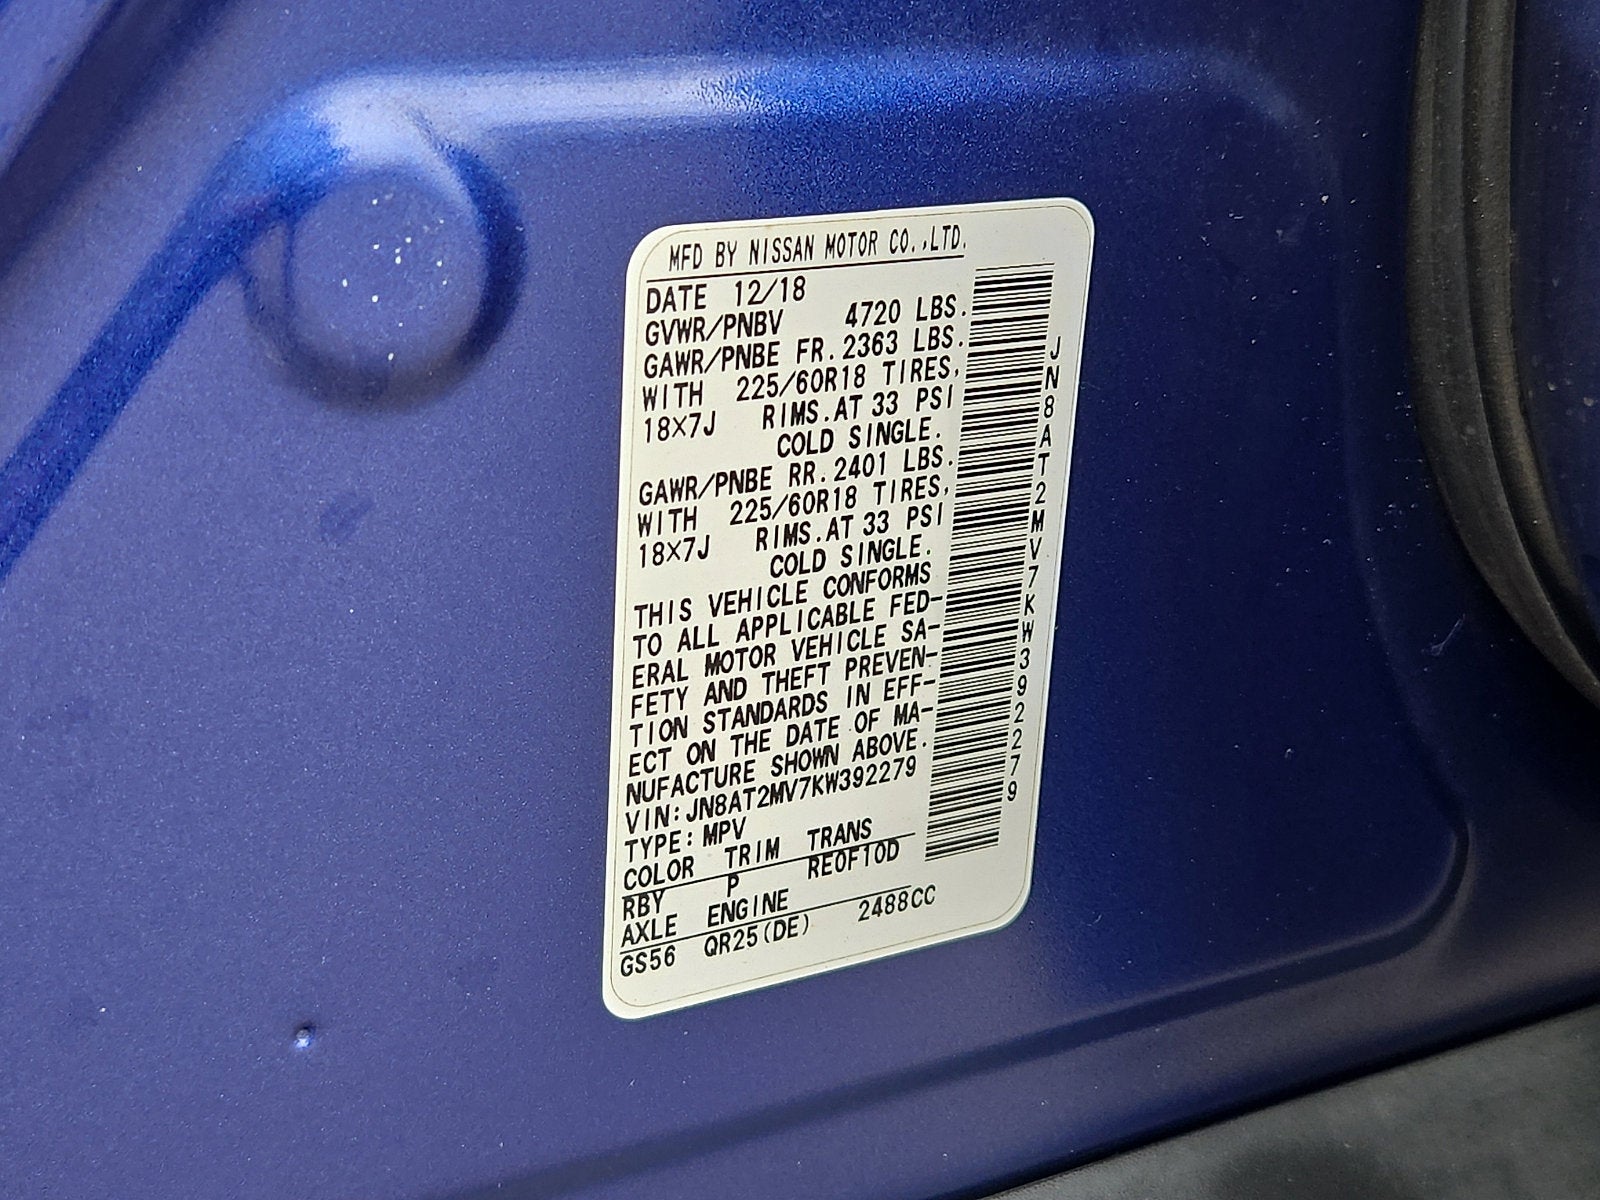 MFD BY NISSAN MOTOR CO.,LTD.
DATE 12/18
GVWR/PNBV 4720 LBS.
GAWR/PNBE FR. 2363 LBS.
WITH 225/60R18 TIRES,
18×7J RIMS. AT 33 PSI
COLD SINGLE.
GAWR/PNBE RR. 2401 LBS.
WITH 225/60R18 TIRES,
18×7J RIMS. AT 33 PSI
COLD SINGLE.
THIS VEHICLE CONFORMS
TO ALL APPLICABLE FED-
ERAL MOTOR VEHICLE SA-
FETY AND THEFT PREVEN-
TION STANDARDS IN EFF-
ECT ON THE DATE OF MA-
NUFACTURE SHOWN ABOVE.
VIN: JN8AT2MV7KW392279
TYPE: MPV
COLOR TRIM TRANS
RBY P RE0F10D
AXLE ENGINE
GS56 QR25(DE) 2488CC
JN8AT2MV7KW392279